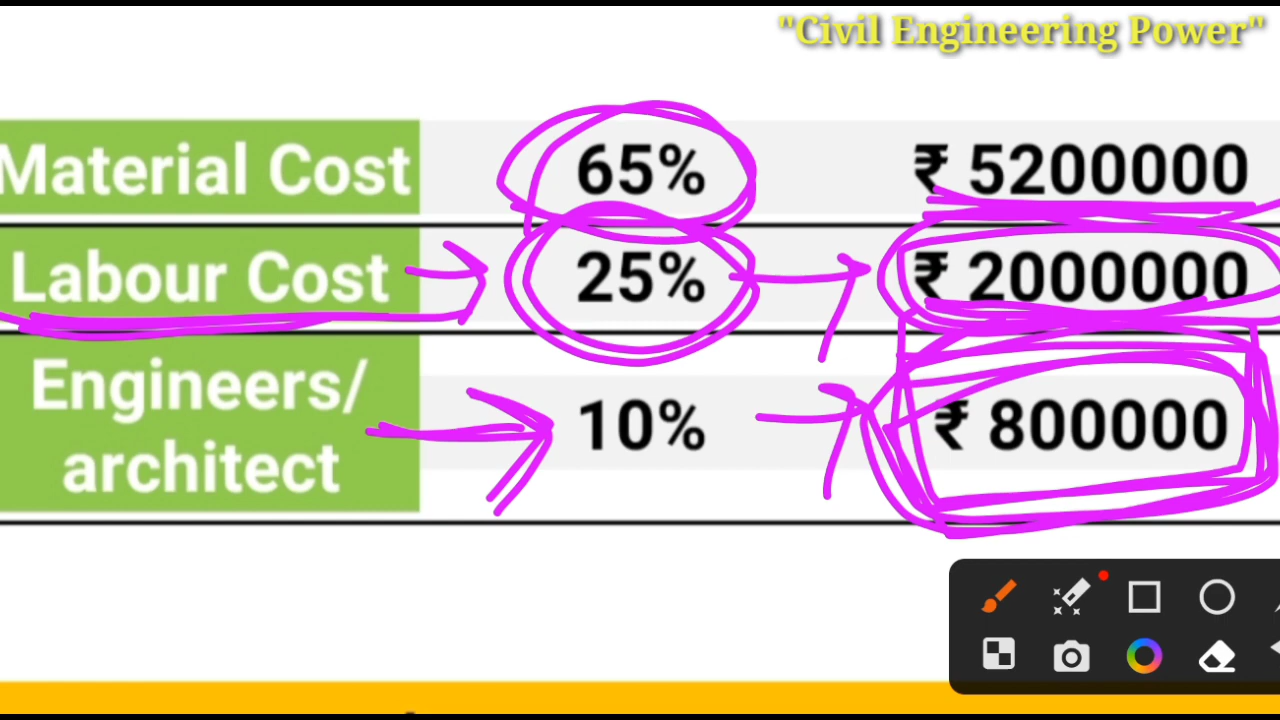 "Civil Engineering Power"
Material Cost 65% ₹ 5200000
Labour Cost 25% ₹ 2000000
Engineers/
architect 10% ₹ 800000